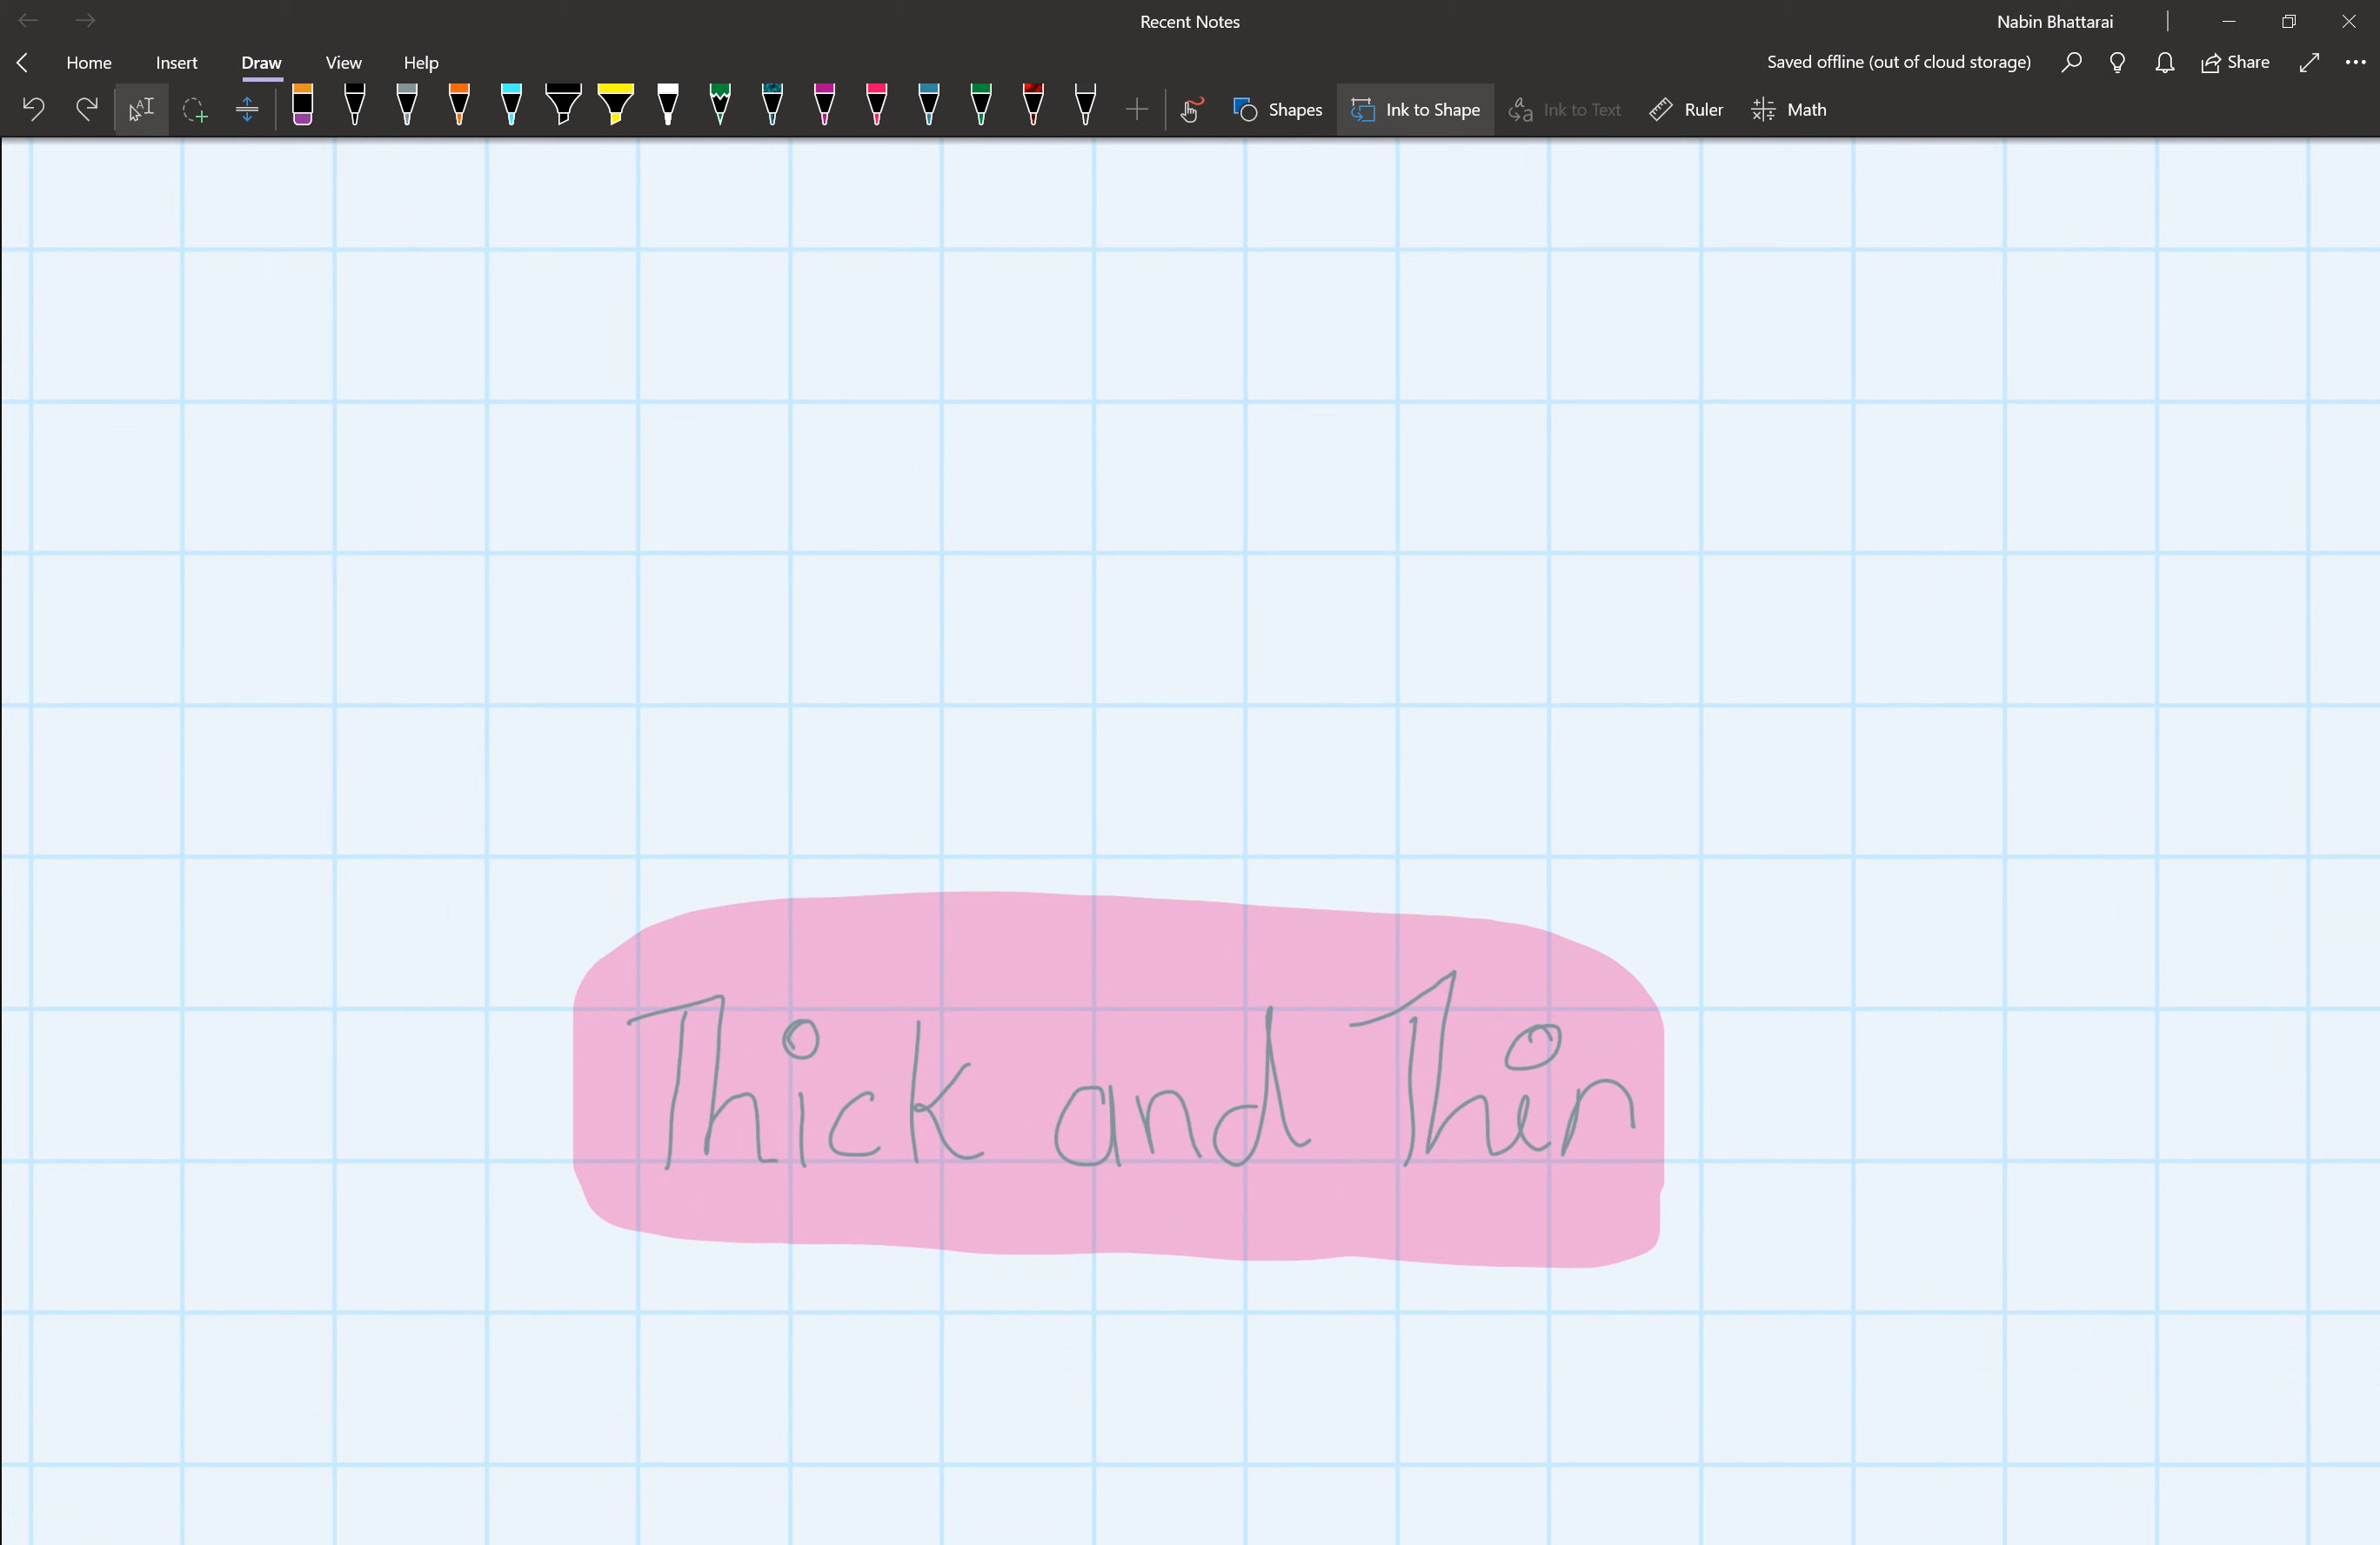 Recent Notes
Nabin Bhattarai
Home Insert Draw View Help
Saved offline (out of cloud storage)
Share
Shapes Ink to Shape Ink to Text Ruler Math
Thick and Thin